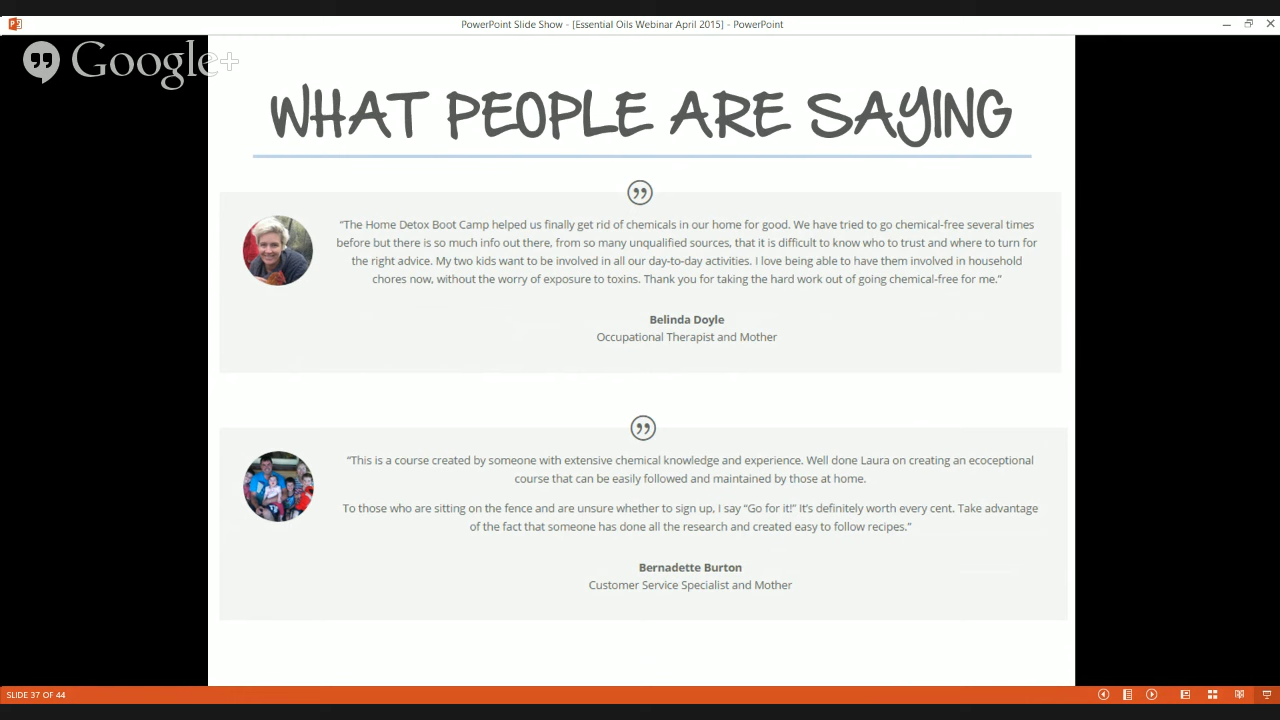 PowerPoint Slide Show - [Essential Oils Webinar April 2015] - PowerPoint
Google+
WHAT PEOPLE ARE SAYING
“The Home Detox Boot Camp helped us finally get rid of chemicals in our home for good. We have tried to go chemical-free several times
before but there is so much info out there, from so many unqualified sources, that it is difficult to know who to trust and where to turn for
the right advice. My two kids want to be involved in all our day-to-day activities. I love being able to have them involved in household
chores now, without the worry of exposure to toxins. Thank you for taking the hard work out of going chemical-free for me.”
Belinda Doyle
Occupational Therapist and Mother
“This is a course created by someone with extensive chemical knowledge and experience. Well done Laura on creating an ecoceptional
course that can be easily followed and maintained by those at home.
To those who are sitting on the fence and are unsure whether to sign up, I say “Go for it!” It’s definitely worth every cent. Take advantage
of the fact that someone has done all the research and created easy to follow recipes.”
Bernadette Burton
Customer Service Specialist and Mother
SLIDE 37 OF 44